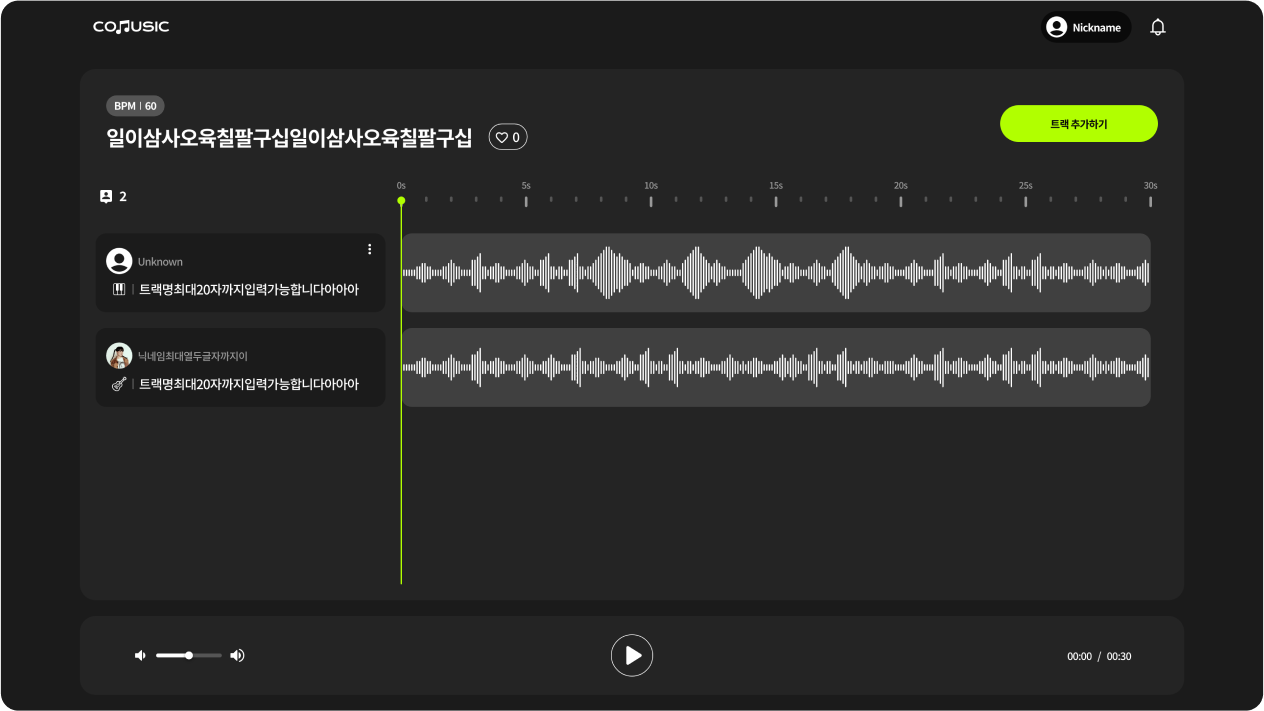 COMUSIC
Nickname
BPM | 60
일이삼사오육칠팔구십일이삼사오육칠팔구십
0
트랙 추가하기
2
0s 5s 10s 15s 20s 25s 30s
Unknown
트랙명최대20자까지입력가능합니다아아아
닉네임최대열두글자까지이
트랙명최대20자까지입력가능합니다아아아
00:00 / 00:30